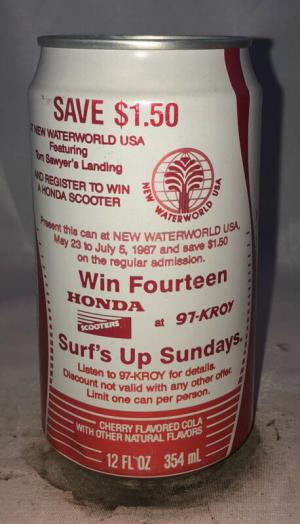 SAVE $1.50
NEW WATERWORLD USA
Featuring
Tom Sawyer's Landing
AND REGISTER TO WIN
A HONDA SCOOTER
NEW WATERWORLD USA
Present this can at NEW WATERWORLD USA,
May 23 to July 5, 1987 and save $1.50
on the regular admission.
Win Fourteen
HONDA
SCOOTERS
at 97-KROY
Surf's Up Sundays.
Listen to 97-KROY for details.
Discount not valid with any other offer.
Limit one can per person.
CHERRY FLAVORED COLA
WITH OTHER NATURAL FLAVORS
12 FL OZ 354 mL